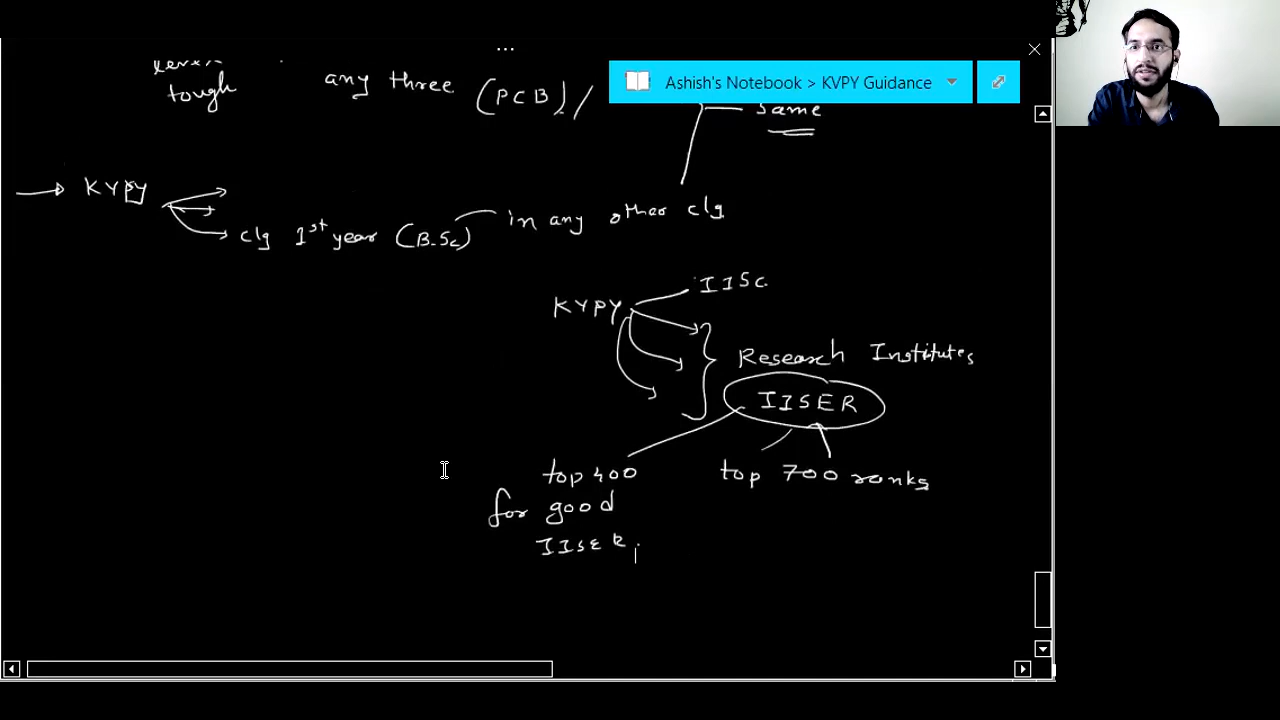 ...
Ashish's Notebook > KVPY Guidance
level
tough any three (PCB)/ Same
KVPY
clg 1st year (B.Sc) in any other clg
IISc
KVPY
Research Institutes
IISER
top 400 top 700 ranks
for good
IISER